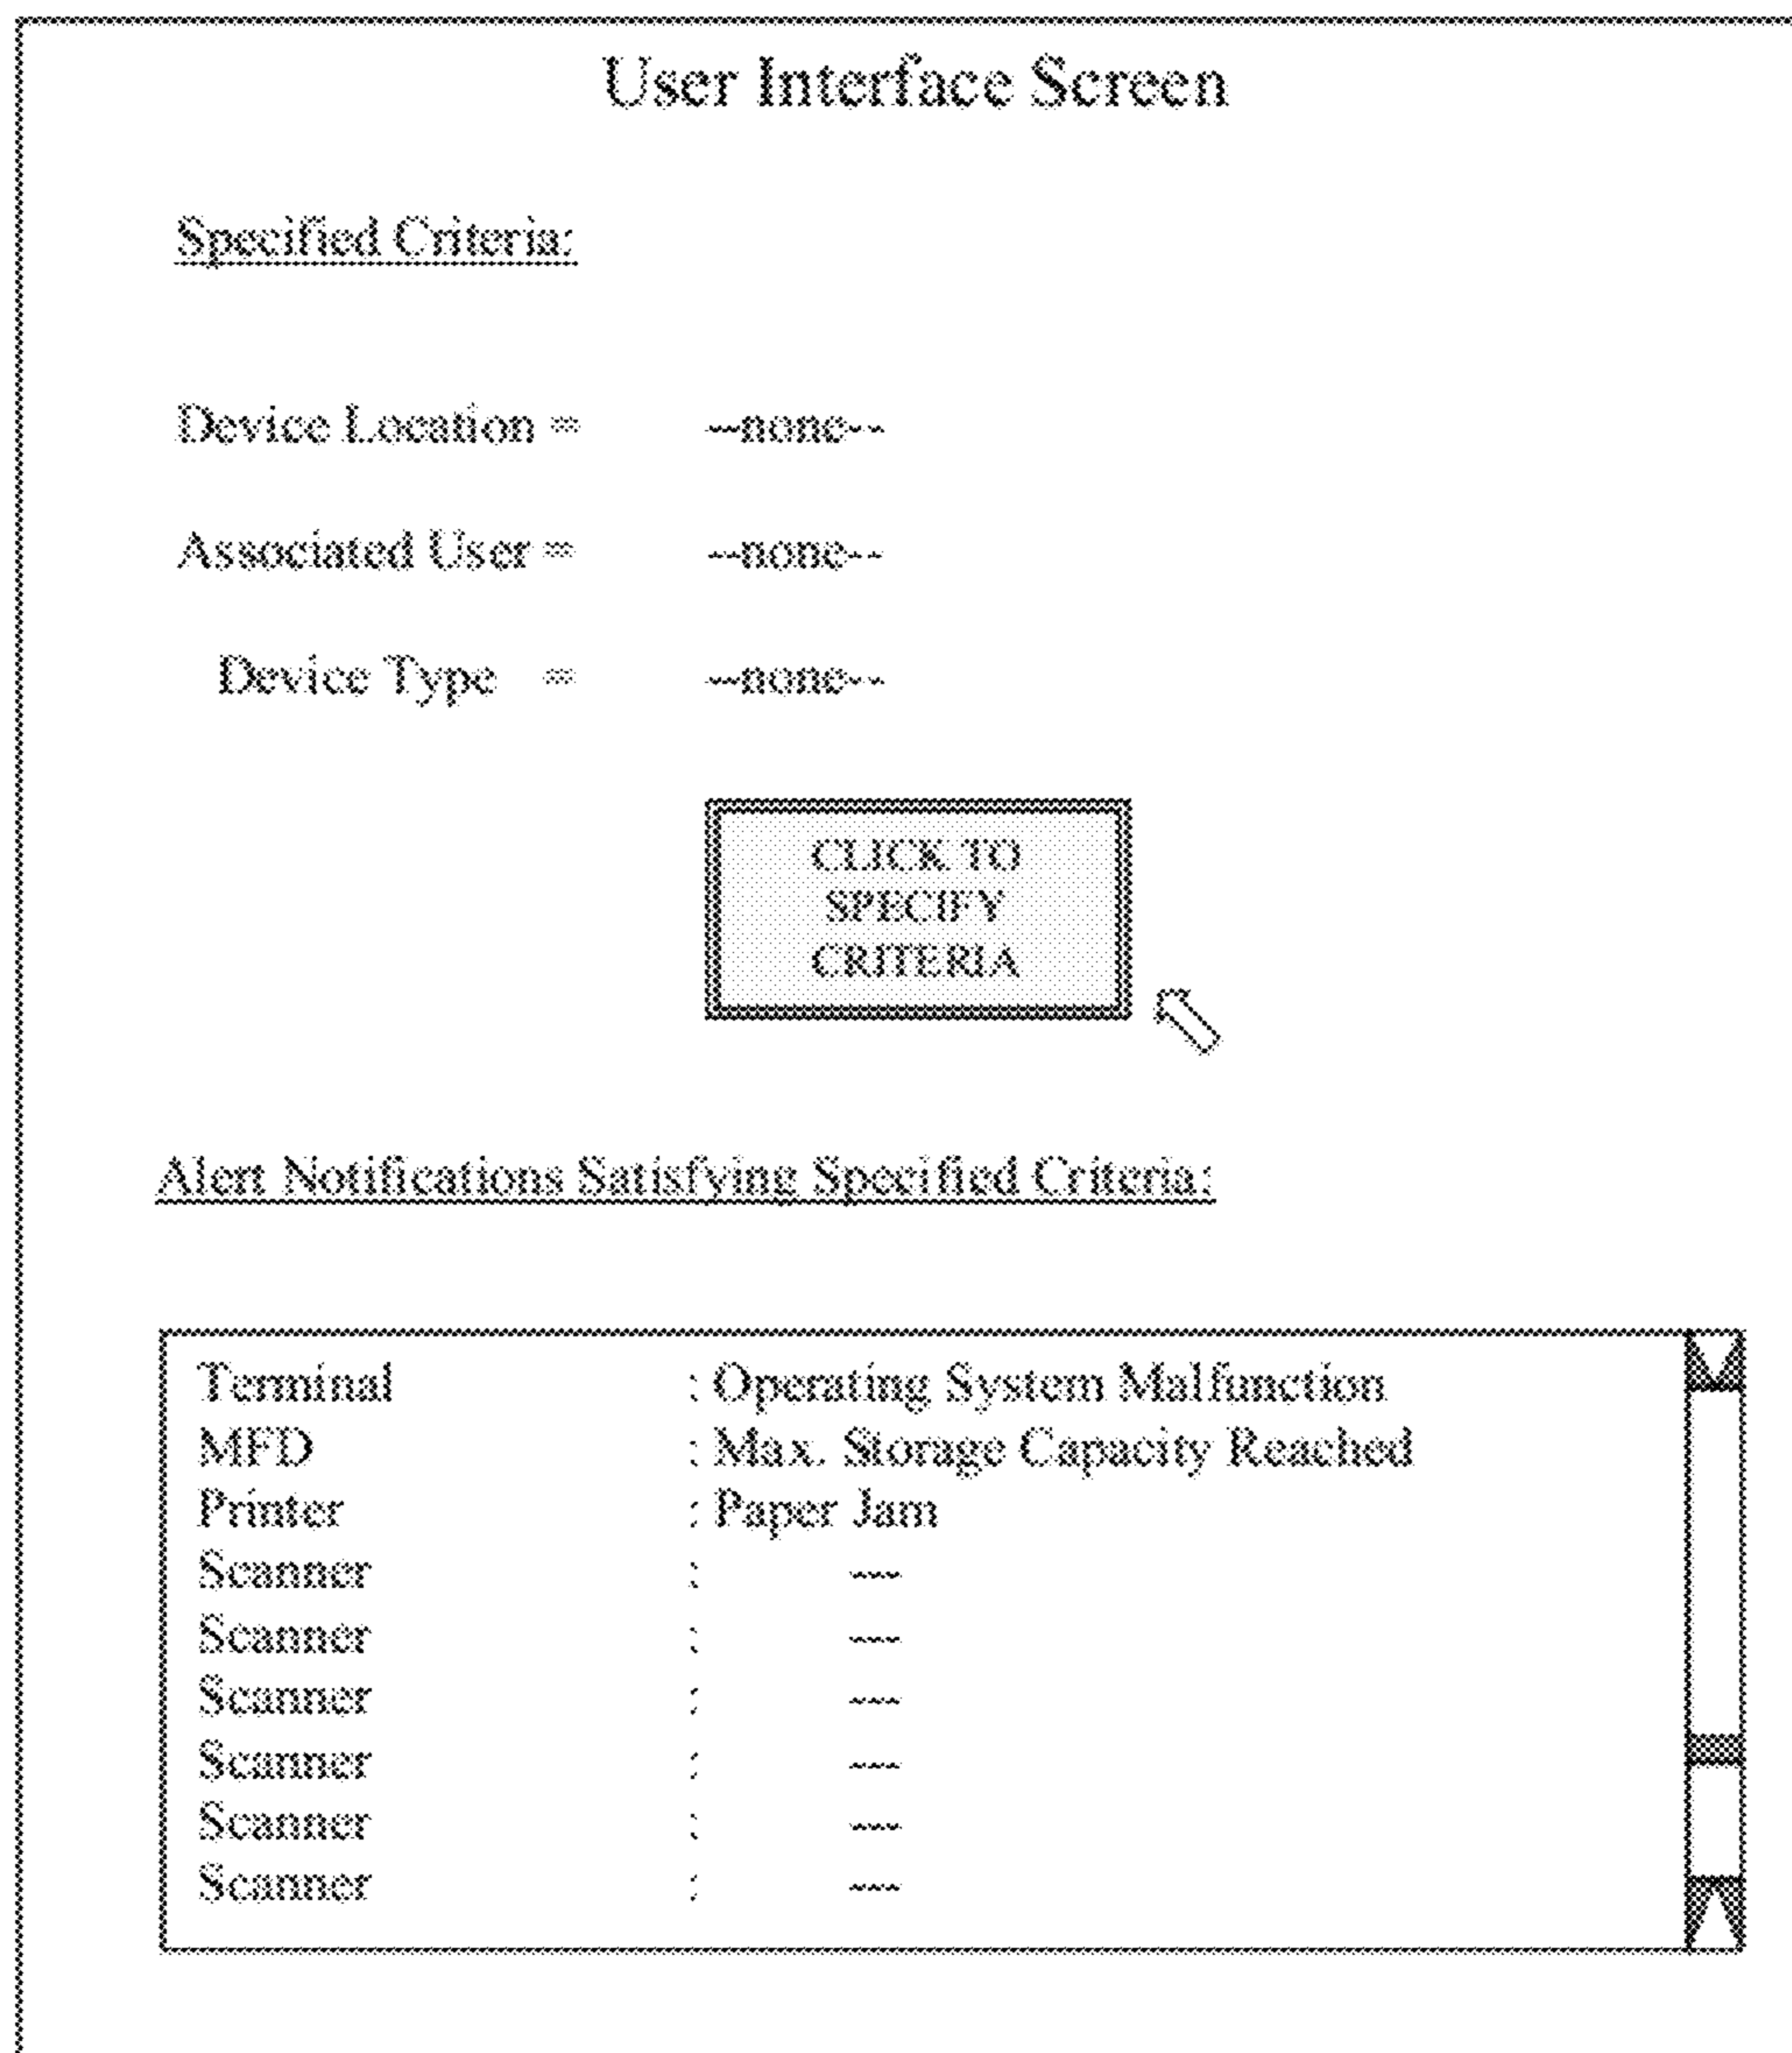 User Interface Screen
Specified Criteria:
Device Location = --none--
Associated User = --none--
Device Type = --none--
CLICK TO
SPECIFY
CRITERIA
Alert Notifications Satisfying Specified Criteria:
Terminal : Operating System Malfunction
MFD : Max. Storage Capacity Reached
Printer : Paper Jam
Scanner : ---
Scanner : ---
Scanner : ---
Scanner : ---
Scanner : ---
Scanner : ---